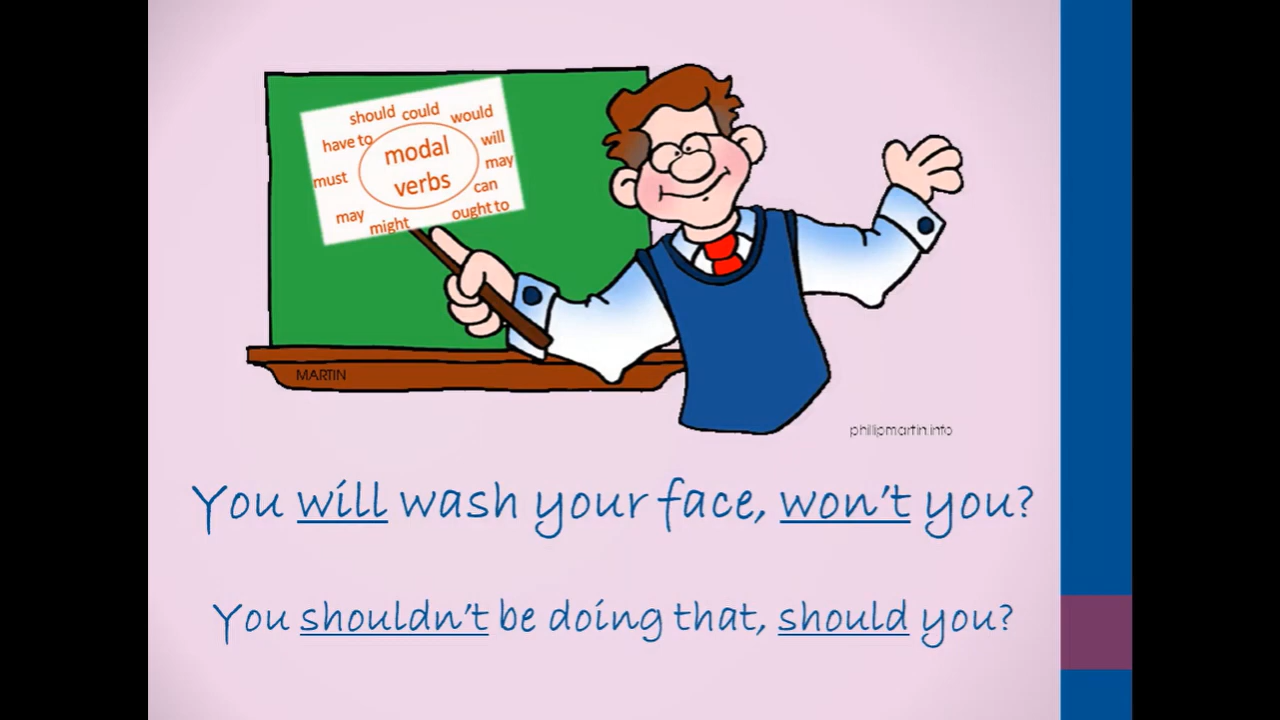 should could would
have to will
modal
must may
verbs can
may might ought to
MARTIN
phillipmartin.info
You will wash your face, won't you?
You shouldn't be doing that, should you?